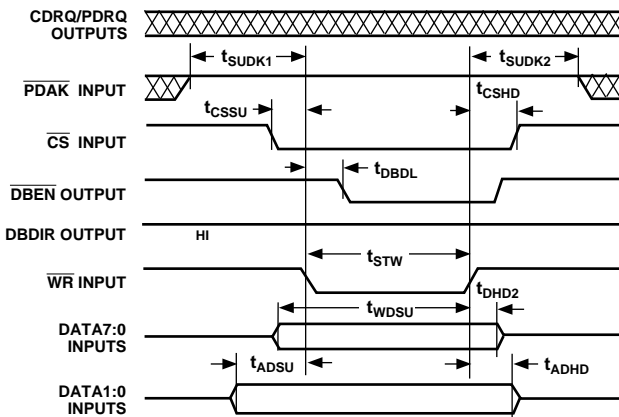 CDRQ/PDRQ
OUTPUTS
tSUDK1
tSUDK2
PDAK INPUT
tCSSU
tCSHD
CS INPUT
tDBDL
DBEN OUTPUT
DBDIR OUTPUT
HI
tSTW
WR INPUT
tDHD2
tWDSU
DATA7:0
INPUTS
tADSU
tADHD
DATA1:0
INPUTS